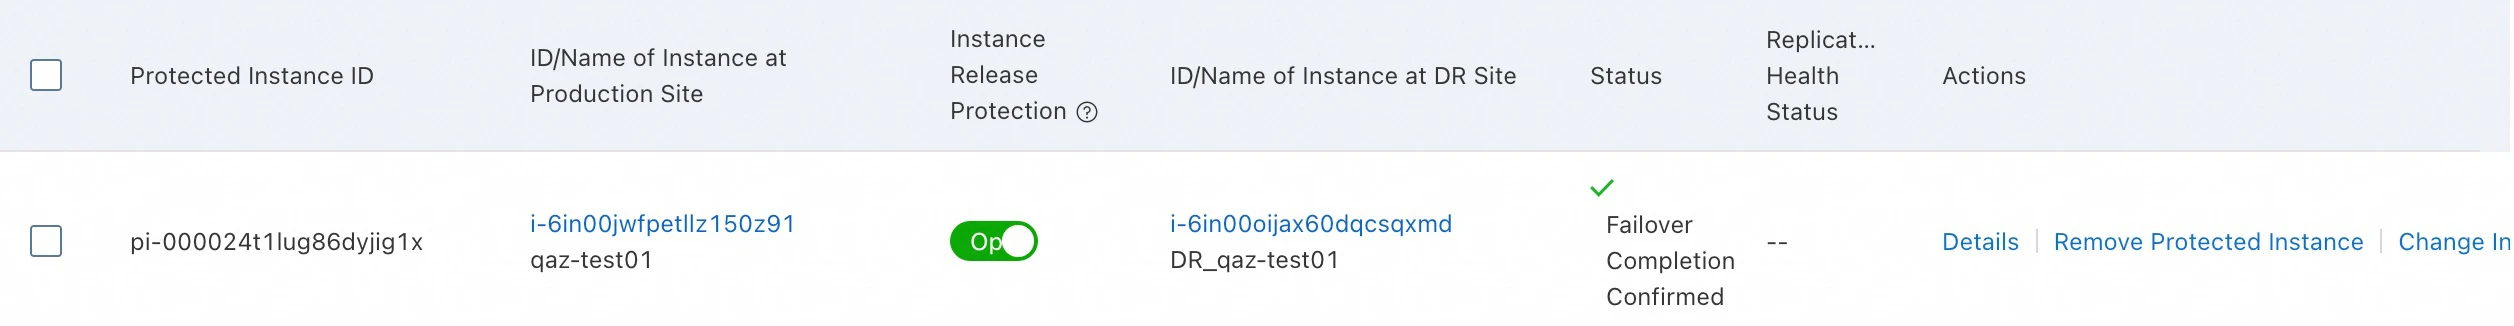 Protected Instance ID
ID/Name of Instance at
Production Site
Instance
Release
Protection ?
ID/Name of Instance at DR Site
Status
Replicat...
Health
Status
Actions
pi-000024t1lug86dyjig1x
i-6in00jwfpetllz150z91
qaz-test01
Op
i-6in00oijax60dqcsqxmd
DR_qaz-test01
Failover
Completion
Confirmed
--
Details | Remove Protected Instance | Change In